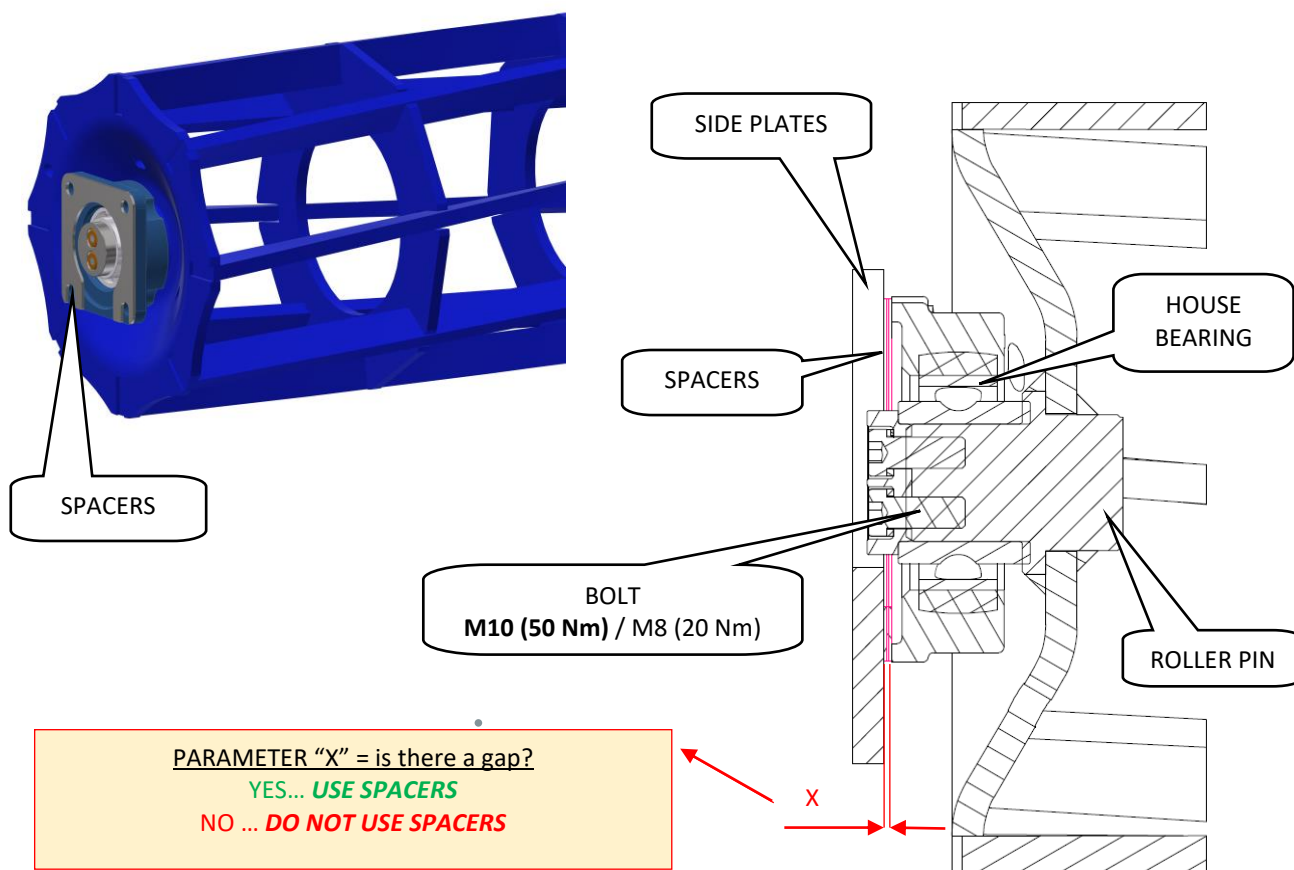 SIDE PLATES
HOUSE
BEARING
SPACERS
SPACERS
BOLT
M10 (50 Nm) / M8 (20 Nm)
ROLLER PIN
PARAMETER “X” = is there a gap?
YES... USE SPACERS
NO ... DO NOT USE SPACERS
X